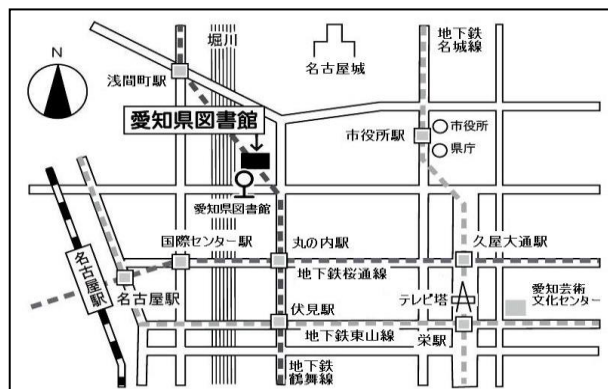 堀川
地下鉄
名城線
N
名古屋城
浅間町駅
愛知県図書館
市役所駅
市役所
県庁
愛知県図書館
国際センター駅
丸の内駅
久屋大通駅
名古屋駅
名古屋駅
地下鉄桜通線
テレビ塔
愛知芸術
文化センター
伏見駅
地下鉄東山線
栄駅
地下鉄
鶴舞線